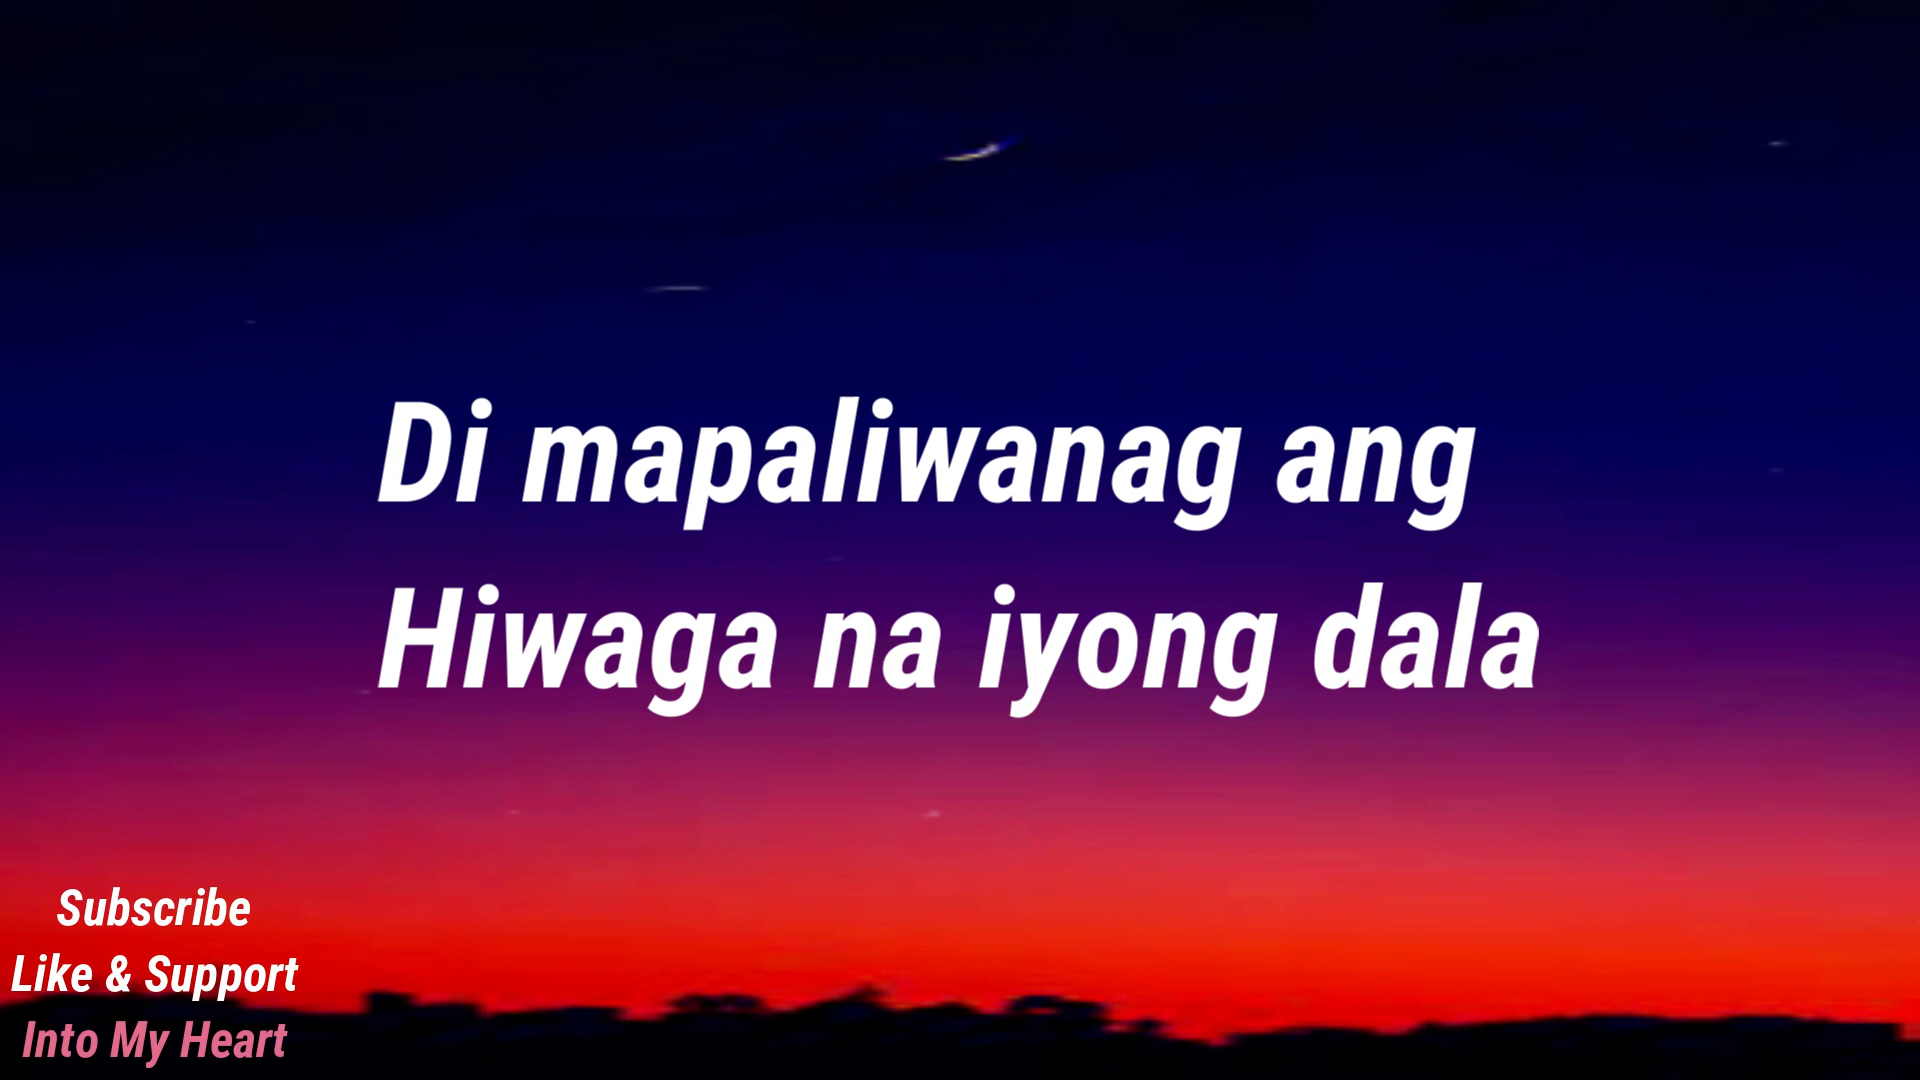 Di mapaliwanag ang
Hiwaga na iyong dala
Subscribe
Like & Support
Into My Heart